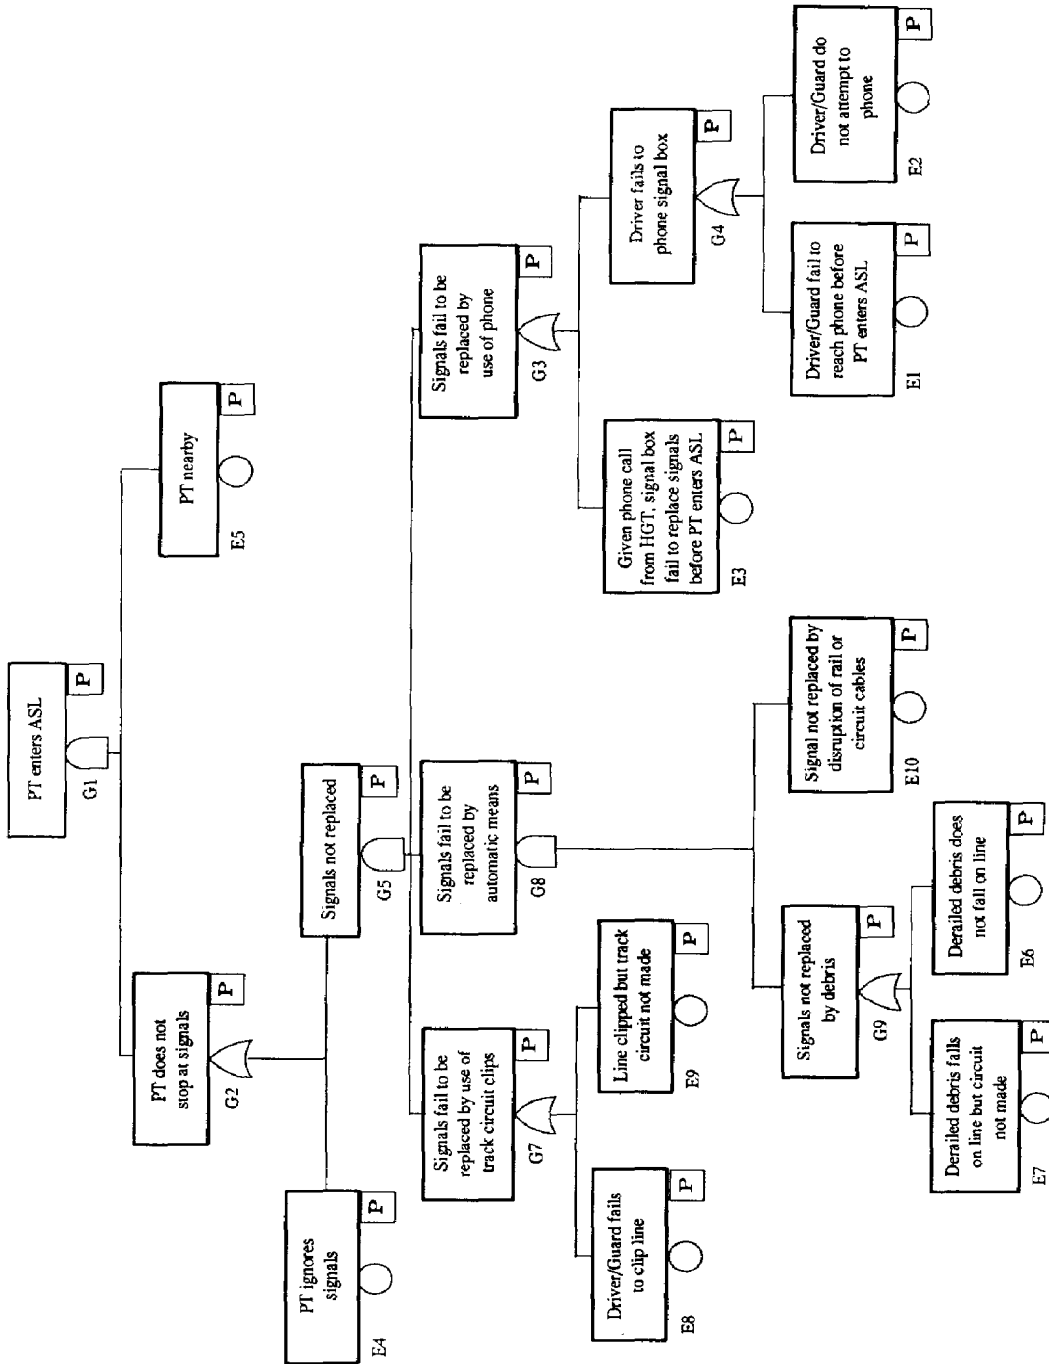 PT enters ASL
P
G1
PT does not
stop at signals
P
G2
PT nearby
P
E5
PT ignores
signals
P
E4
Signals not replaced
P
G5
Signals fail to be
replaced by use of
track circuit clips
P
G7
Signals fail to be
replaced by
automatic means
P
G8
Signals fail to be
replaced by
use of phone
P
G3
Driver/Guard fails
to clip line
P
E8
Line clipped but track
circuit not made
P
E9
Given phone call
from HGT, signal box
fail to replace signals
before PT enters ASL
P
E3
Driver fails to
phone signal box
P
G4
Signals not replaced
by debris
P
G9
Signal not replaced by
disruption of rail or
circuit cables
P
E10
Driver/Guard fail to
reach phone before
PT enters ASL
P
E1
Driver/Guard do
not attempt to
phone
P
E2
Derailed debris falls
on line but circuit
not made
P
E7
Derailed debris does
not fall on line
P
E6